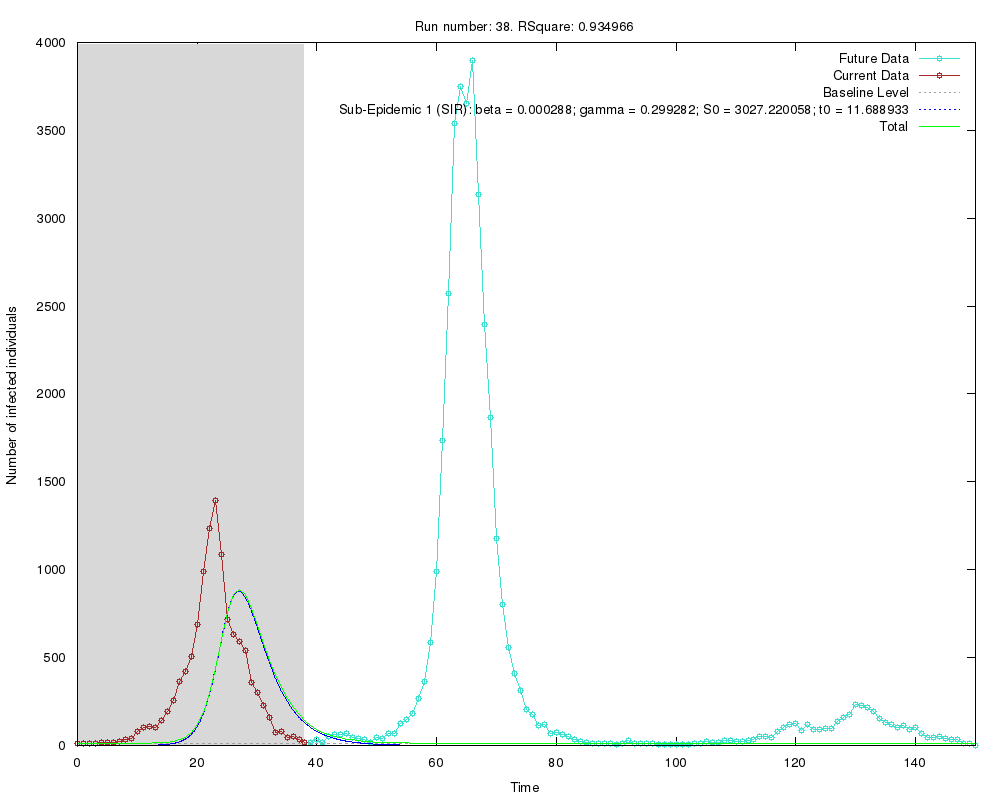 Run number: 38. RSquare: 0.934966
4000
3500
3000
2500
2000
1500
1000
500
0
Number of infected individuals
Future Data
Current Data
Baseline Level
Sub-Epidemic 1 (SIR): beta = 0.000288; gamma = 0.299282; S0 = 3027.220058; t0 = 11.688933
Total
0 20 40 60 80 100 120 140
Time